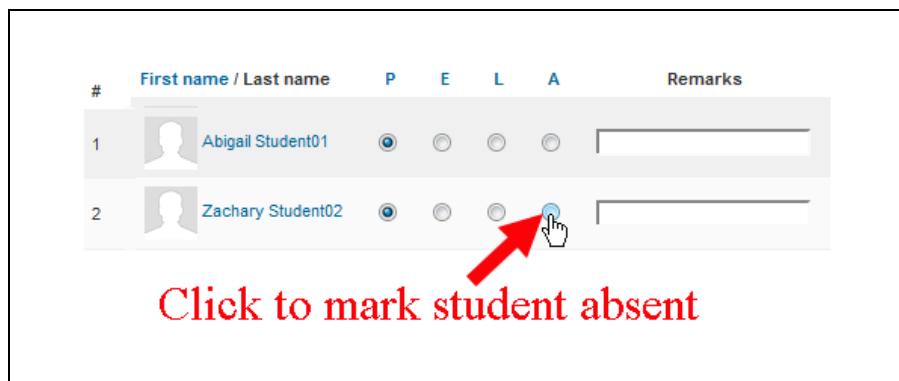 # First name / Last name P E L A Remarks
1 Abigail Student01
2 Zachary Student02
Click to mark student absent